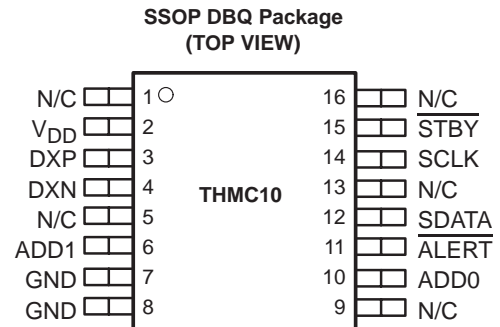 SSOP DBQ Package
(TOP VIEW)
N/C 1 16 N/C
VDD 2 15 STBY
DXP 3 14 SCLK
DXN 4 THMC10 13 N/C
N/C 5 12 SDATA
ADD1 6 11 ALERT
GND 7 10 ADD0
GND 8 9 N/C